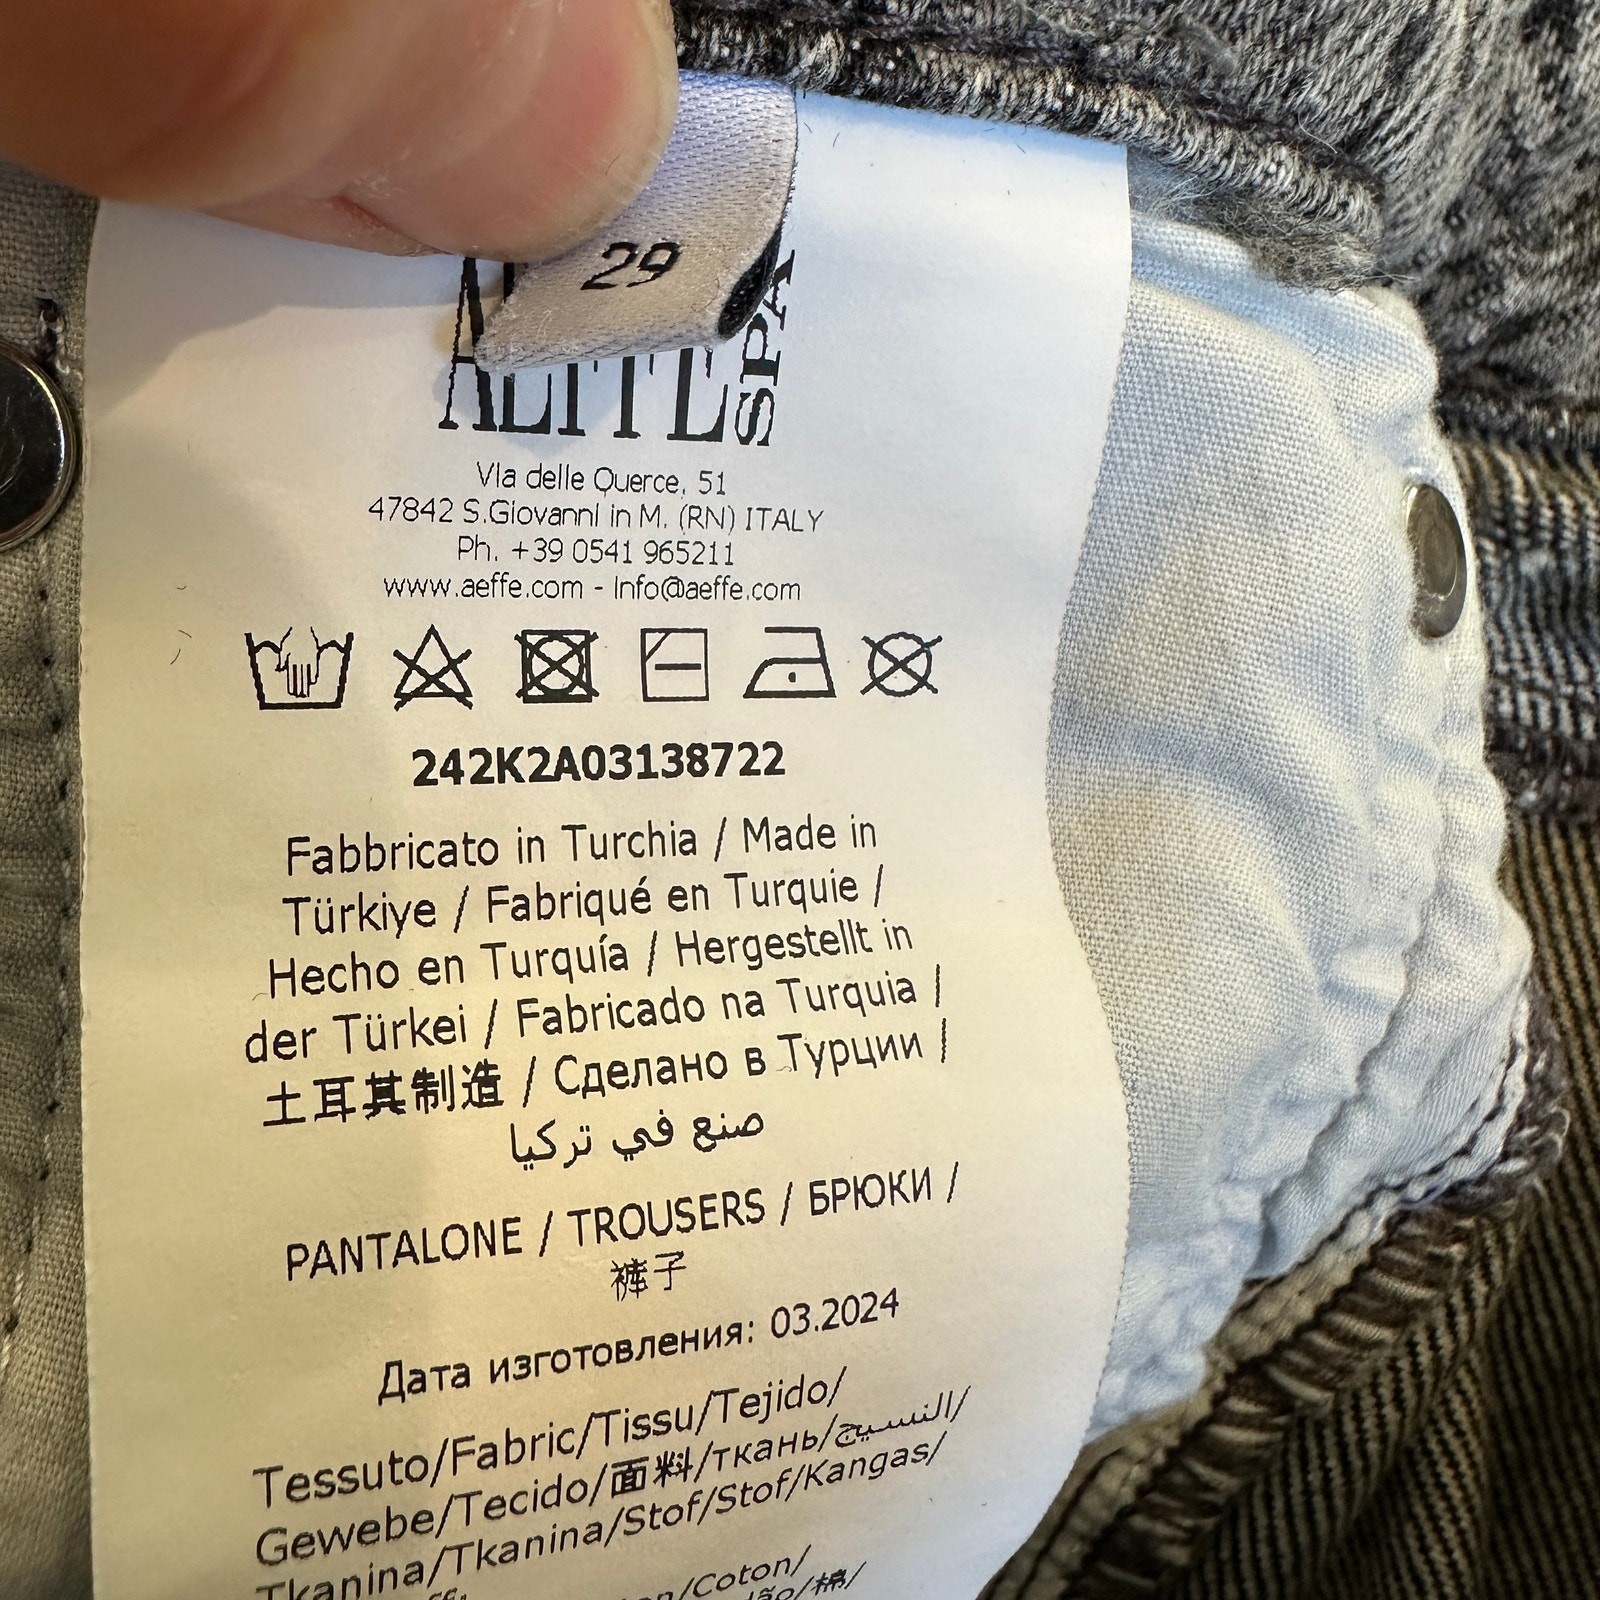 29
AEFFE SPA
Via delle Querce, 51
47842 S.Giovanni in M. (RN) ITALY
Ph. +39 0541 965211
www.aeffe.com - Info@aeffe.com
242K2A03138722
Fabbricato in Turchia / Made in
Türkiye / Fabriqué en Turquie /
Hecho en Turquía / Hergestellt in
der Türkei / Fabricado na Turquia /
土耳其制造 / Сделано в Турции /
صنع في تركيا
PANTALONE / TROUSERS / БРЮКИ /
裤子
Дата изготовления: 03.2024
Tessuto/Fabric/Tissu/Tejido/
Gewebe/Tecido/面料/ткань/النسيج/
Tkanina/Tkanina/Stof/Stof/Kangas/
/Coton/
/棉/